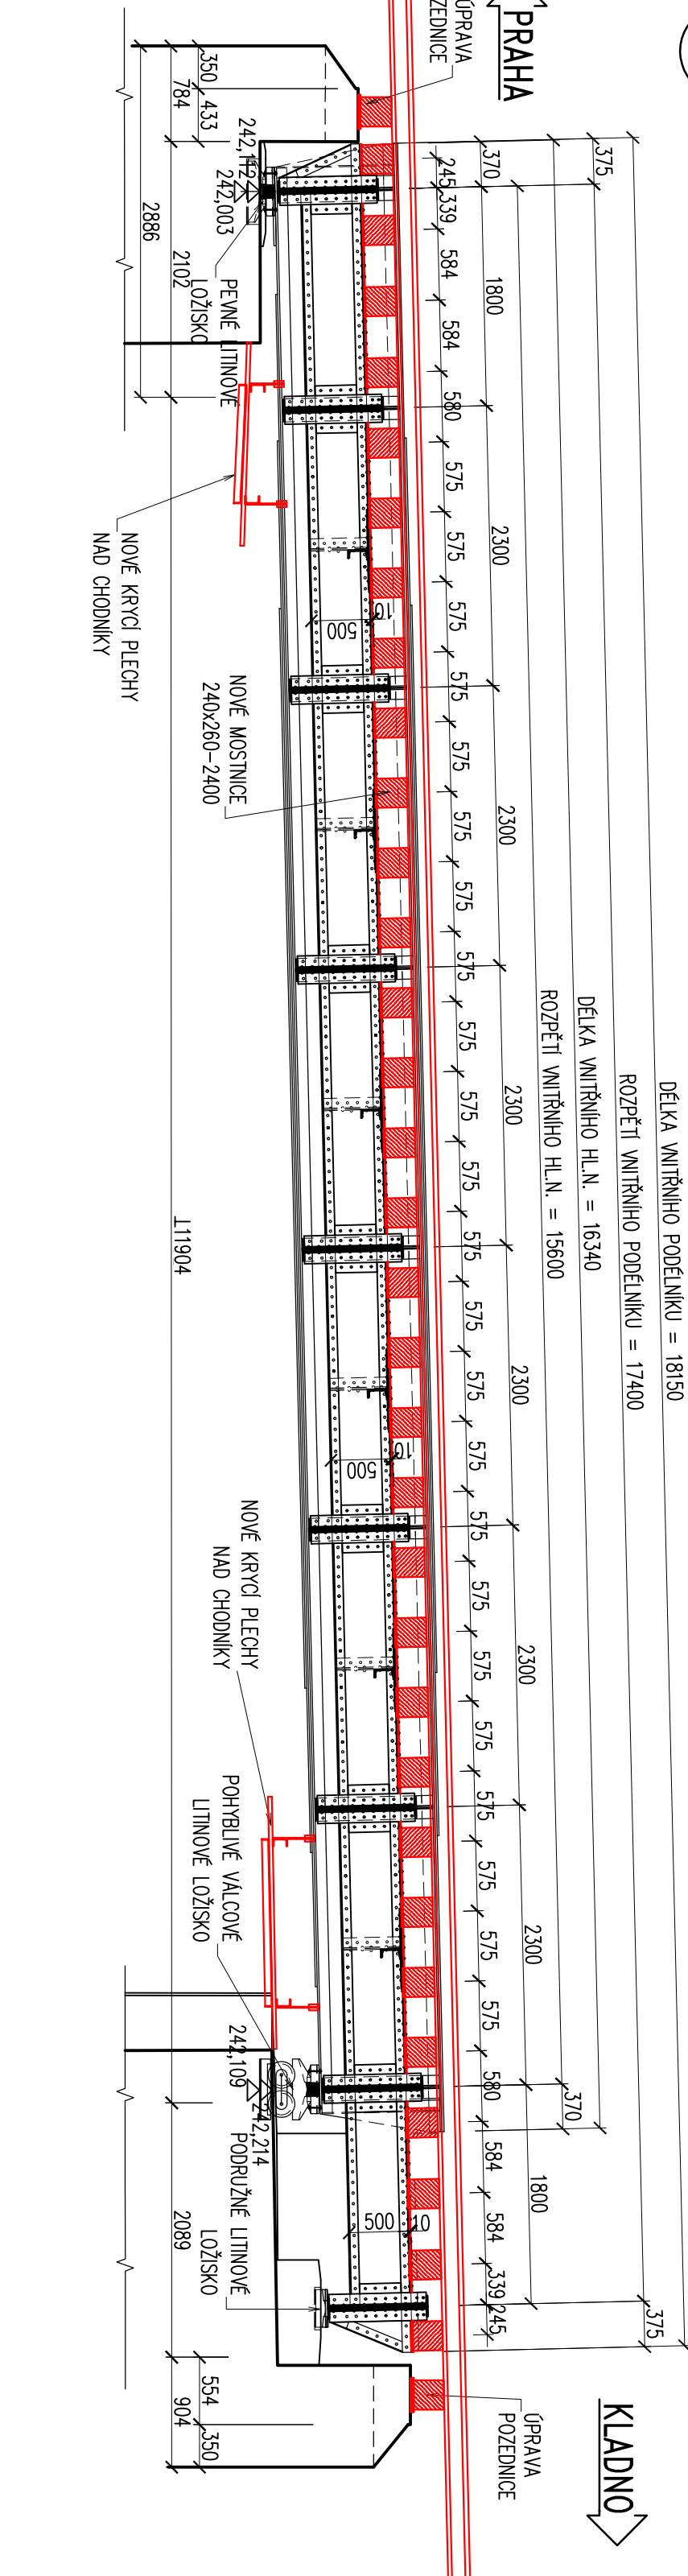 PRAHA
KLADNO
DÉLKA VNITŘNÍHO PODÉLNÍKU = 18150
375
ROZPĚTÍ VNITŘNÍHO PODÉLNÍKU = 17400
375
DÉLKA VNITŘNÍHO HL.N. = 16340
370
ROZPĚTÍ VNITŘNÍHO HL.N. = 15600
370
1800 2300 2300 2300 2300 2300 2300 1800
245 339 584 584 580 575 575 575 575 575 575 575 575 575 575 575 575 575 575 575 575 575 575 575 575 575 575 575 580 584 584 339 245
ÚPRAVA
POZEDNICE
ÚPRAVA
POZEDNICE
10
500
10
500
10
500
NOVÉ MOSTNICE
240x260-2400
PEVNÉ LITINOVÉ
LOŽISKO
242,003
NOVÉ KRYCÍ PLECHY
NAD CHODNÍKY
NOVÉ KRYCÍ PLECHY
NAD CHODNÍKY
POHYBLIVÉ VÁLCOVÉ
LITINOVÉ LOŽISKO
242,109
242,214
PODRUŽNÉ LITINOVÉ
LOŽISKO
350 433
554 350
784 2102 ⊥11904 2089 904
2886